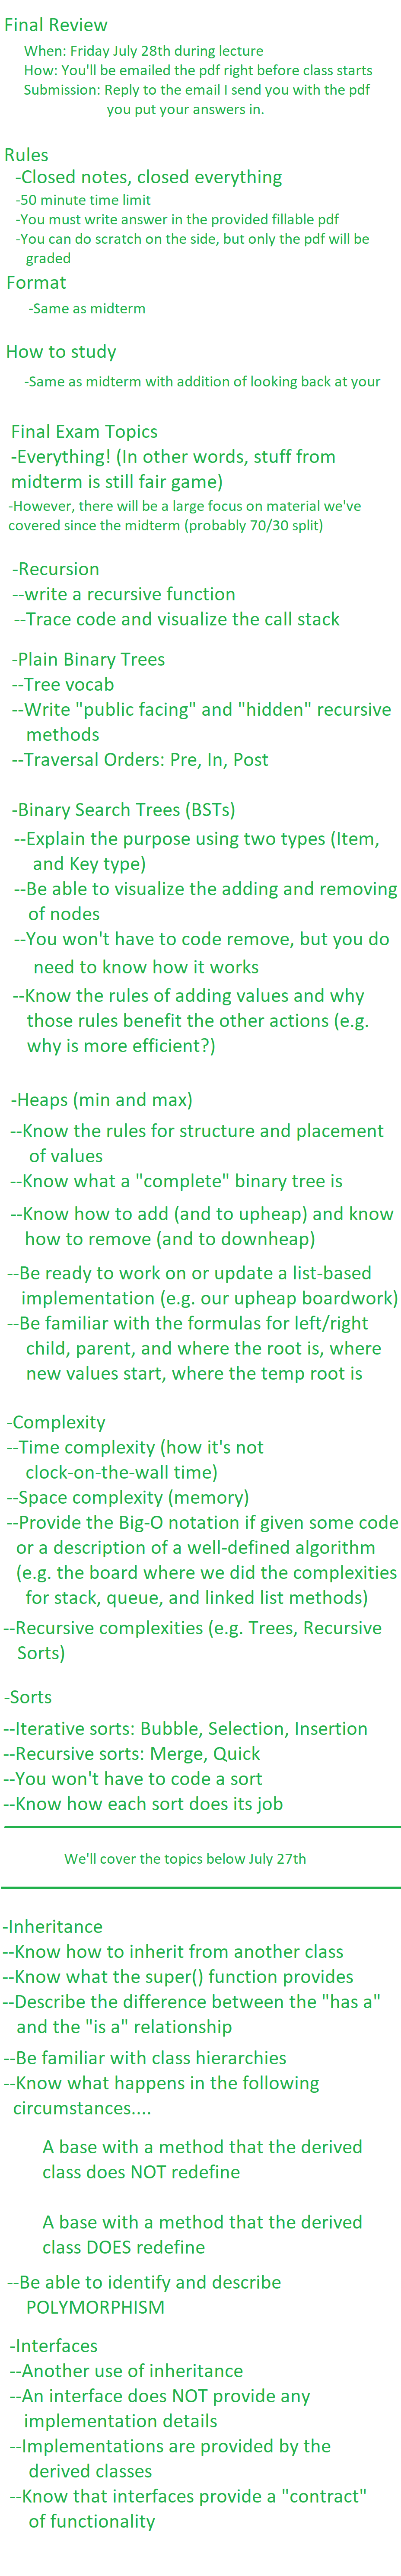 Final Review
When: Friday July 28th during lecture
How: You'll be emailed the pdf right before class starts
Submission: Reply to the email I send you with the pdf
you put your answers in.
Rules
-Closed notes, closed everything
-50 minute time limit
-You must write answer in the provided fillable pdf
-You can do scratch on the side, but only the pdf will be
graded
Format
-Same as midterm
How to study
-Same as midterm with addition of looking back at your
Final Exam Topics
-Everything! (In other words, stuff from
midterm is still fair game)
-However, there will be a large focus on material we've
covered since the midterm (probably 70/30 split)
-Recursion
--write a recursive function
--Trace code and visualize the call stack
-Plain Binary Trees
--Tree vocab
--Write "public facing" and "hidden" recursive
methods
--Traversal Orders: Pre, In, Post
-Binary Search Trees (BSTs)
--Explain the purpose using two types (Item,
and Key type)
--Be able to visualize the adding and removing
of nodes
--You won't have to code remove, but you do
need to know how it works
--Know the rules of adding values and why
those rules benefit the other actions (e.g.
why is more efficient?)
-Heaps (min and max)
--Know the rules for structure and placement
of values
--Know what a "complete" binary tree is
--Know how to add (and to upheap) and know
how to remove (and to downheap)
--Be ready to work on or update a list-based
implementation (e.g. our upheap boardwork)
--Be familiar with the formulas for left/right
child, parent, and where the root is, where
new values start, where the temp root is
-Complexity
--Time complexity (how it's not
clock-on-the-wall time)
--Space complexity (memory)
--Provide the Big-O notation if given some code
or a description of a well-defined algorithm
(e.g. the board where we did the complexities
for stack, queue, and linked list methods)
--Recursive complexities (e.g. Trees, Recursive
Sorts)
-Sorts
--Iterative sorts: Bubble, Selection, Insertion
--Recursive sorts: Merge, Quick
--You won't have to code a sort
--Know how each sort does its job
We'll cover the topics below July 27th
-Inheritance
--Know how to inherit from another class
--Know what the super() function provides
--Describe the difference between the "has a"
and the "is a" relationship
--Be familiar with class hierarchies
--Know what happens in the following
circumstances....
A base with a method that the derived
class does NOT redefine
A base with a method that the derived
class DOES redefine
--Be able to identify and describe
POLYMORPHISM
-Interfaces
--Another use of inheritance
--An interface does NOT provide any
implementation details
--Implementations are provided by the
derived classes
--Know that interfaces provide a "contract"
of functionality